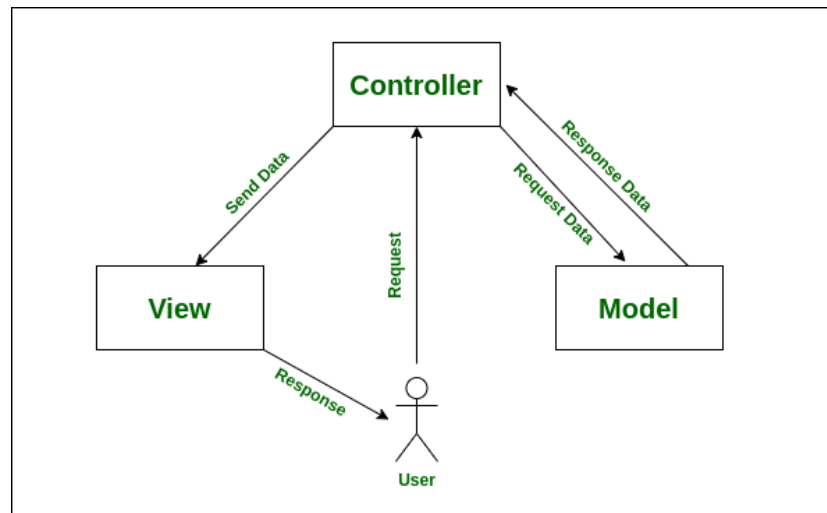 Controller
Send Data
Request
Request Data
Response Data
View
Model
Response
User